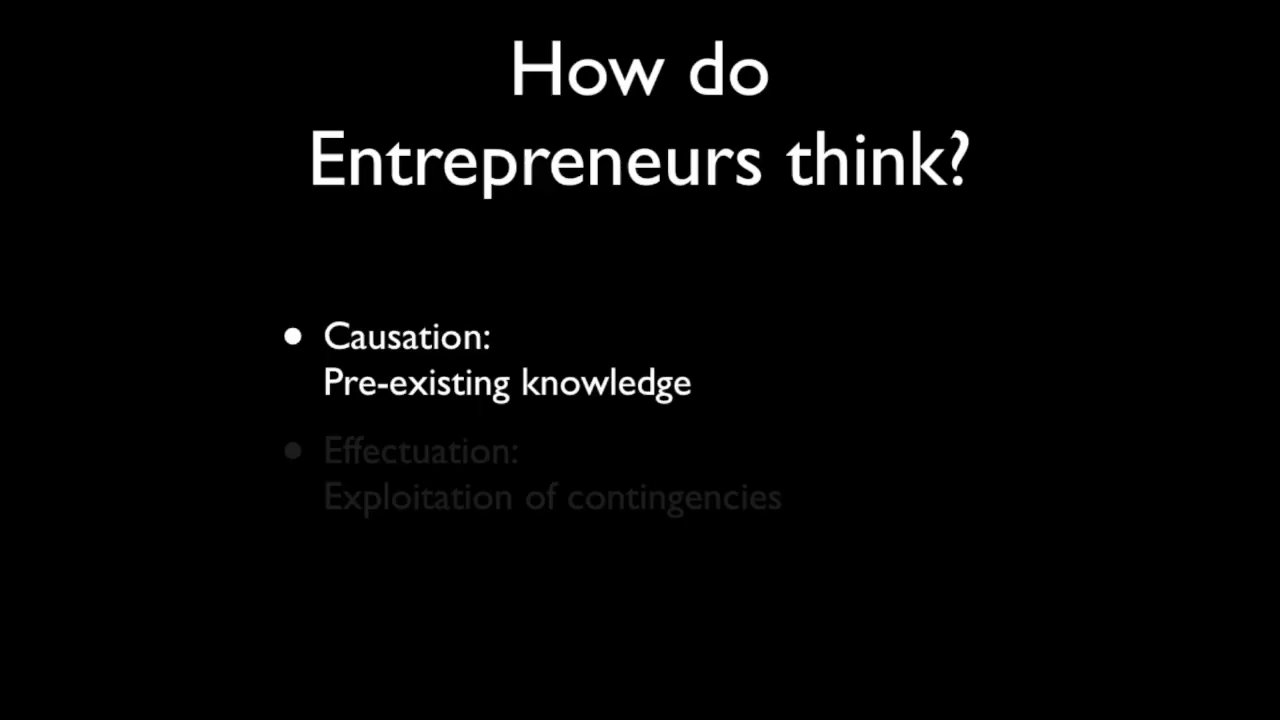 How do
Entrepreneurs think?
• Causation:
Pre-existing knowledge
• Effectuation:
Exploitation of contingencies